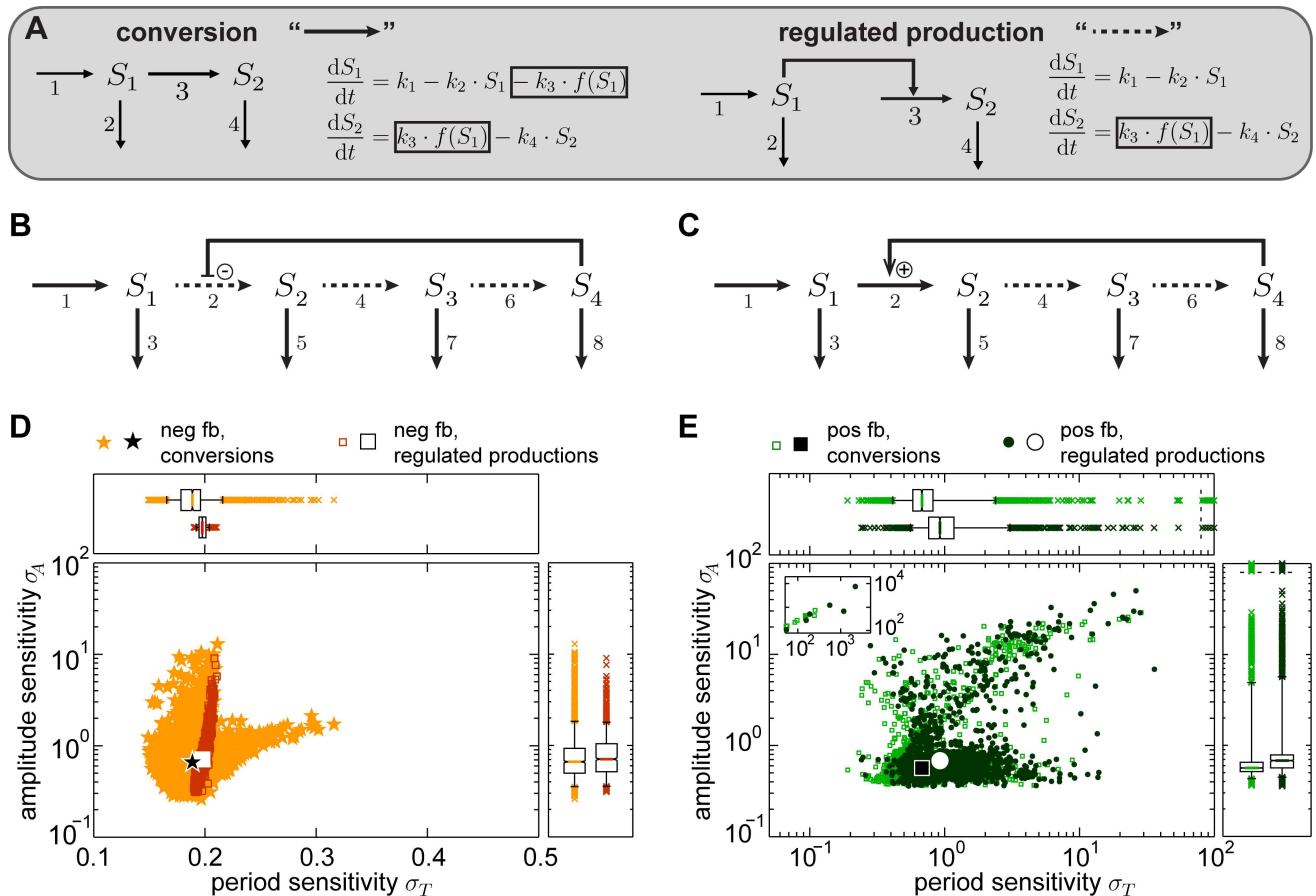 A conversion “ ” regulated production “ ”
1 S1 3 S2 2 4
dS1/dt = k1 − k2 · S1 − k3 · f(S1)
dS2/dt = k3 · f(S1) − k4 · S2
1 S1 3 S2 2 4
dS1/dt = k1 − k2 · S1
dS2/dt = k3 · f(S1) − k4 · S2
B
1 S1 2 − S2 4 S3 6 S4
3 5 7 8
C
1 S1 2 + S2 4 S3 6 S4
3 5 7 8
D
neg fb, conversions
neg fb, regulated productions
amplitude sensitivitiy σA
10^2
10^1
10^0
10^-1
0.1 0.2 0.3 0.4 0.5
period sensitivity σT
E
pos fb, conversions
pos fb, regulated productions
amplitude sensitivitiy σA
10^2
10^1
10^0
10^-1
10^4
10^2
10^2 10^3
10^-1 10^0 10^1 10^2
period sensitivity σT